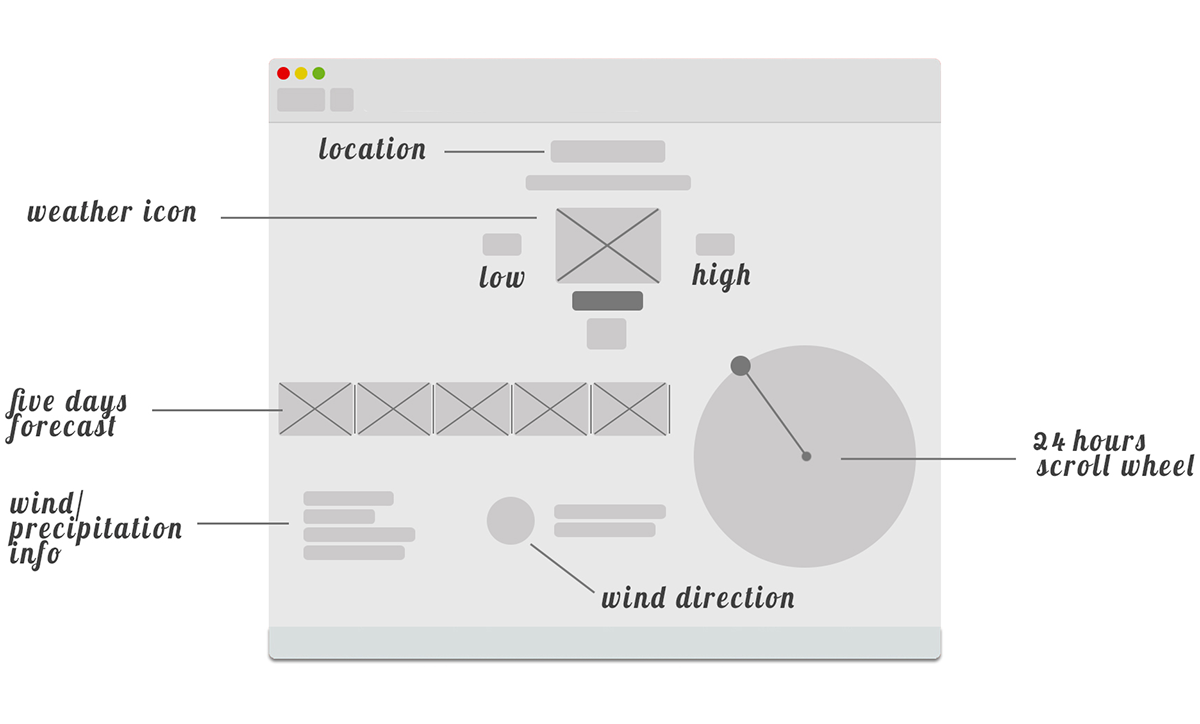 location
weather icon
low
high
five days
forecast
24 hours
scroll wheel
wind/
precipitation
info
wind direction